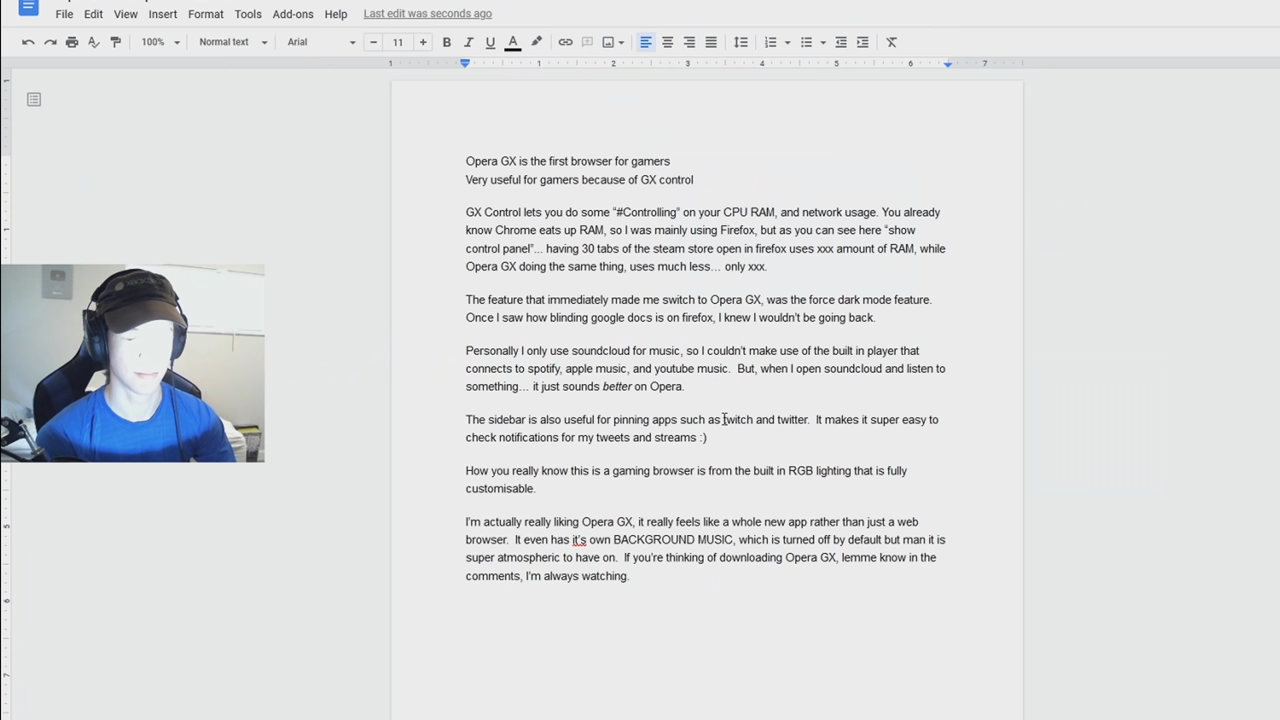 File Edit View Insert Format Tools Add-ons Help Last edit was seconds ago
100% Normal text Arial 11 B I U A
1 1 2 3 4 5 6 7
Opera GX is the first browser for gamers
Very useful for gamers because of GX control
GX Control lets you do some “#Controlling” on your CPU RAM, and network usage. You already
know Chrome eats up RAM, so I was mainly using Firefox, but as you can see here “show
control panel”... having 30 tabs of the steam store open in firefox uses xxx amount of RAM, while
Opera GX doing the same thing, uses much less… only xxx.
The feature that immediately made me switch to Opera GX, was the force dark mode feature.
Once I saw how blinding google docs is on firefox, I knew I wouldn’t be going back.
Personally I only use soundcloud for music, so I couldn’t make use of the built in player that
connects to spotify, apple music, and youtube music. But, when I open soundcloud and listen to
something… it just sounds better on Opera.
The sidebar is also useful for pinning apps such as twitch and twitter. It makes it super easy to
check notifications for my tweets and streams :)
How you really know this is a gaming browser is from the built in RGB lighting that is fully
customisable.
I’m actually really liking Opera GX, it really feels like a whole new app rather than just a web
browser. It even has it’s own BACKGROUND MUSIC, which is turned off by default but man it is
super atmospheric to have on. If you’re thinking of downloading Opera GX, lemme know in the
comments, I’m always watching.